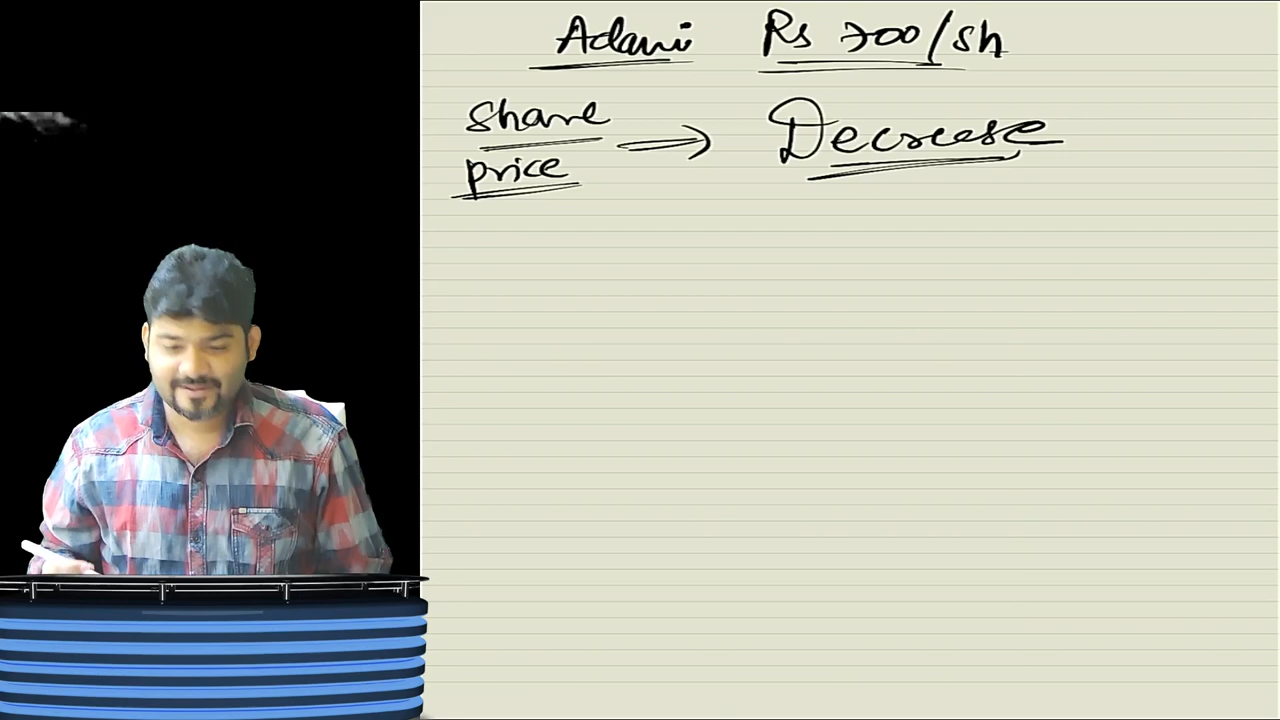 Adani Rs 700/sh
share
price ⇒ Decrease